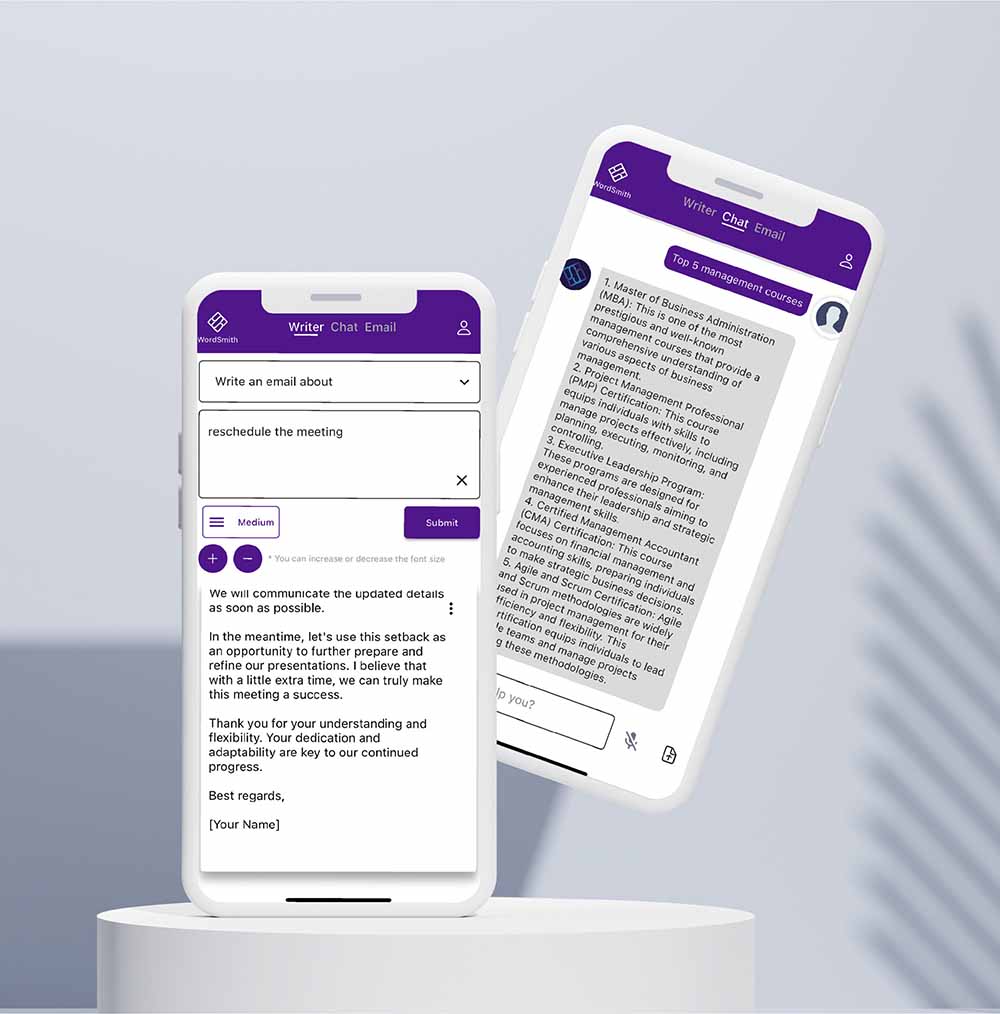 WordSmith
Writer Chat Email
Write an email about
reschedule the meeting
Medium
Submit
* You can increase or decrease the font size
We will communicate the updated details
as soon as possible.
In the meantime, let's use this setback as
an opportunity to further prepare and
refine our presentations. I believe that
with a little extra time, we can truly make
this meeting a success.
Thank you for your understanding and
flexibility. Your dedication and
adaptability are key to our continued
progress.
Best regards,
[Your Name]
WordSmith
Writer Chat Email
Top 5 management courses
1. Master of Business Administration
(MBA): This is one of the most
prestigious and well-known
management courses that provide a
comprehensive understanding of
various aspects of business
management.
2. Project Management Professional
(PMP) Certification: This course
equips individuals with skills to
manage projects effectively, including
planning, executing, monitoring, and
controlling.
3. Executive Leadership Program:
These programs are designed for
experienced professionals aiming to
enhance their leadership and strategic
management skills.
4. Certified Management Accountant
(CMA) Certification: This course
focuses on financial management and
accounting skills, preparing individuals
to make strategic business decisions.
5. Agile and Scrum Certification: Agile
and Scrum methodologies are widely
used in project management for their
efficiency and flexibility. This
certification equips individuals to lead
teams and manage projects
these methodologies.
you?